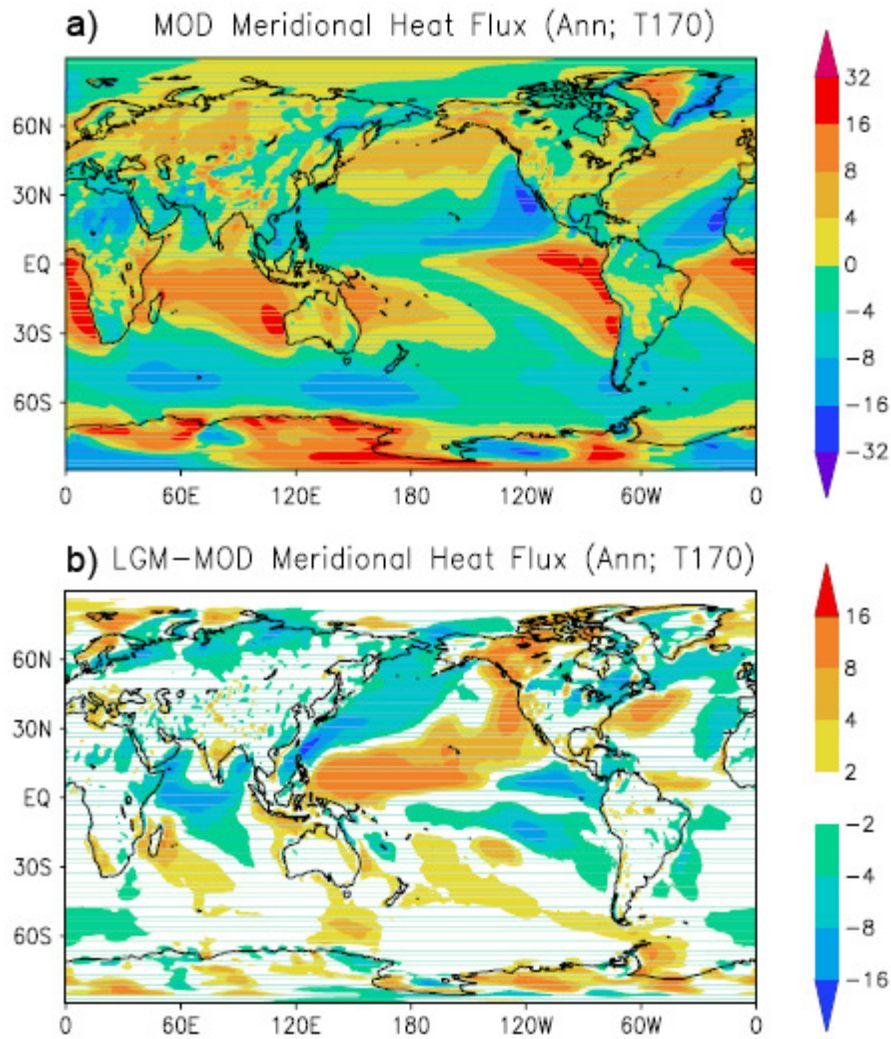 a) MOD Meridional Heat Flux (Ann; T170)
32
16
8
4
0
−4
−8
−16
−32
60N
30N
EQ
30S
60S
0 60E 120E 180 120W 60W 0
b) LGM−MOD Meridional Heat Flux (Ann; T170)
16
8
4
2
−2
−4
−8
−16
60N
30N
EQ
30S
60S
0 60E 120E 180 120W 60W 0